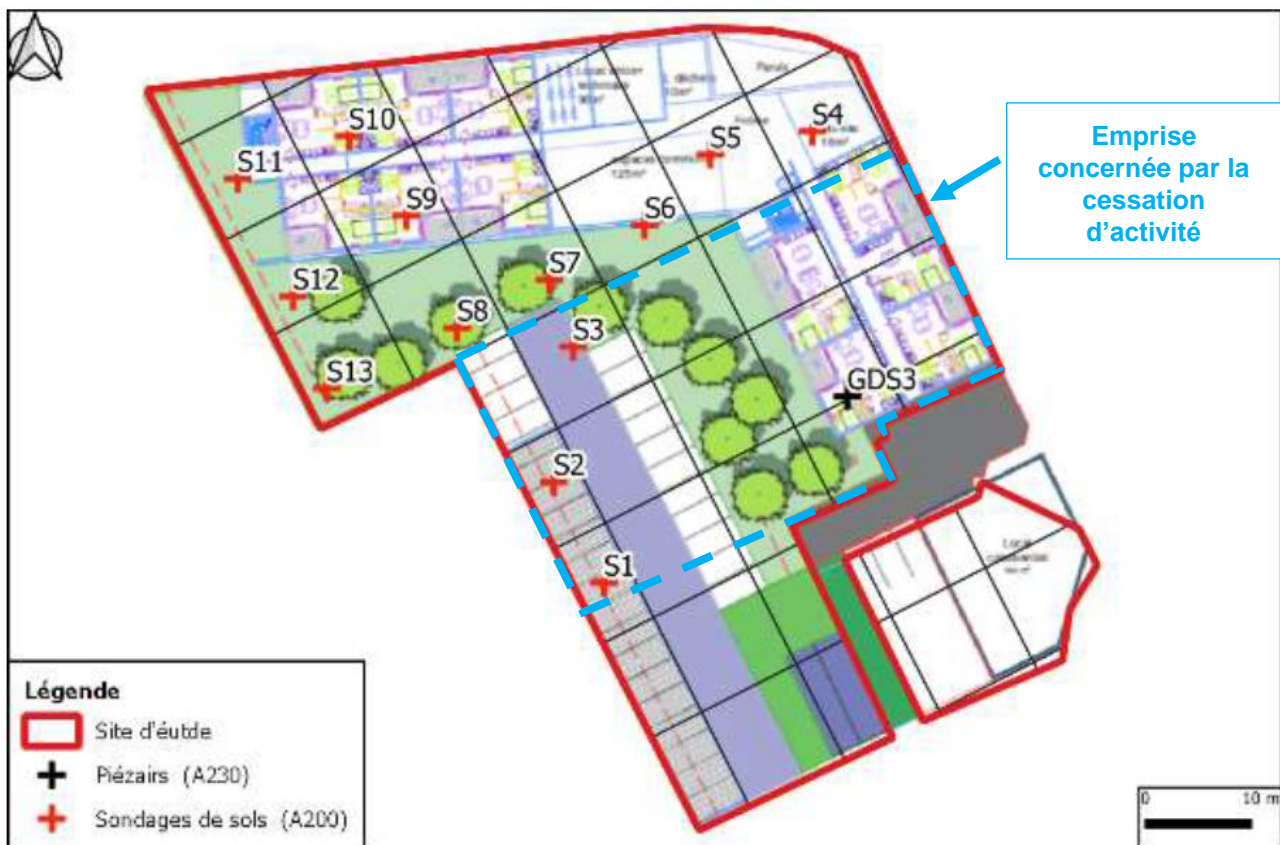 S10
S4
Emprise
concernée par la
cessation
d'activité
S5
S11
S9
S6
S12
S7
S8
S3
S13
GDS3
S2
S1
Légende
Site d'éutde
Piézairs (A230)
Sondages de sols (A200)
0 10 m